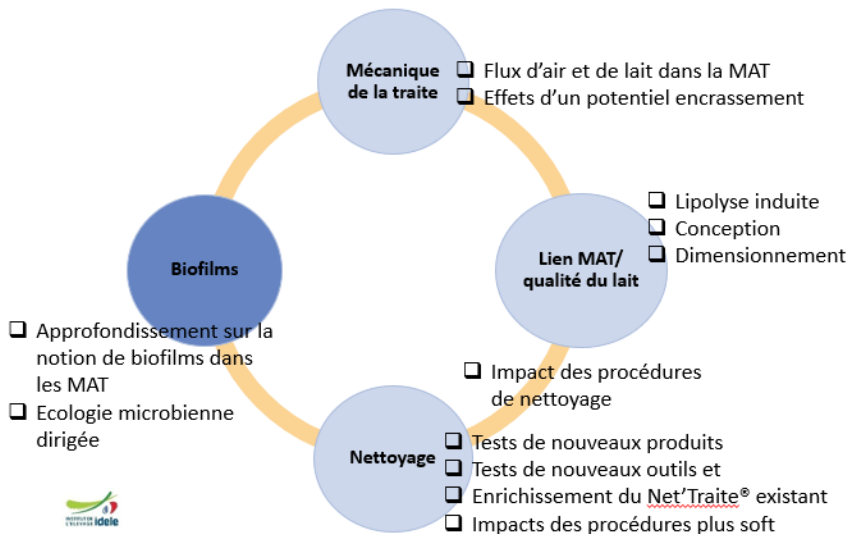 Mécanique
de la traite
❑ Flux d'air et de lait dans la MAT
❑ Effets d'un potentiel encrassement
❑ Lipolyse induite
❑ Conception
❑ Dimensionnement
Lien MAT/
qualité du lait
Biofilms
❑ Approfondissement sur la
notion de biofilms dans
les MAT
❑ Ecologie microbienne
dirigée
❑ Impact des procédures
de nettoyage
Nettoyage
❑ Tests de nouveaux produits
❑ Tests de nouveaux outils et
❑ Enrichissement du Net'Traite® existant
❑ Impacts des procédures plus soft
INSTITUT DE
L'ELEVAGE idele